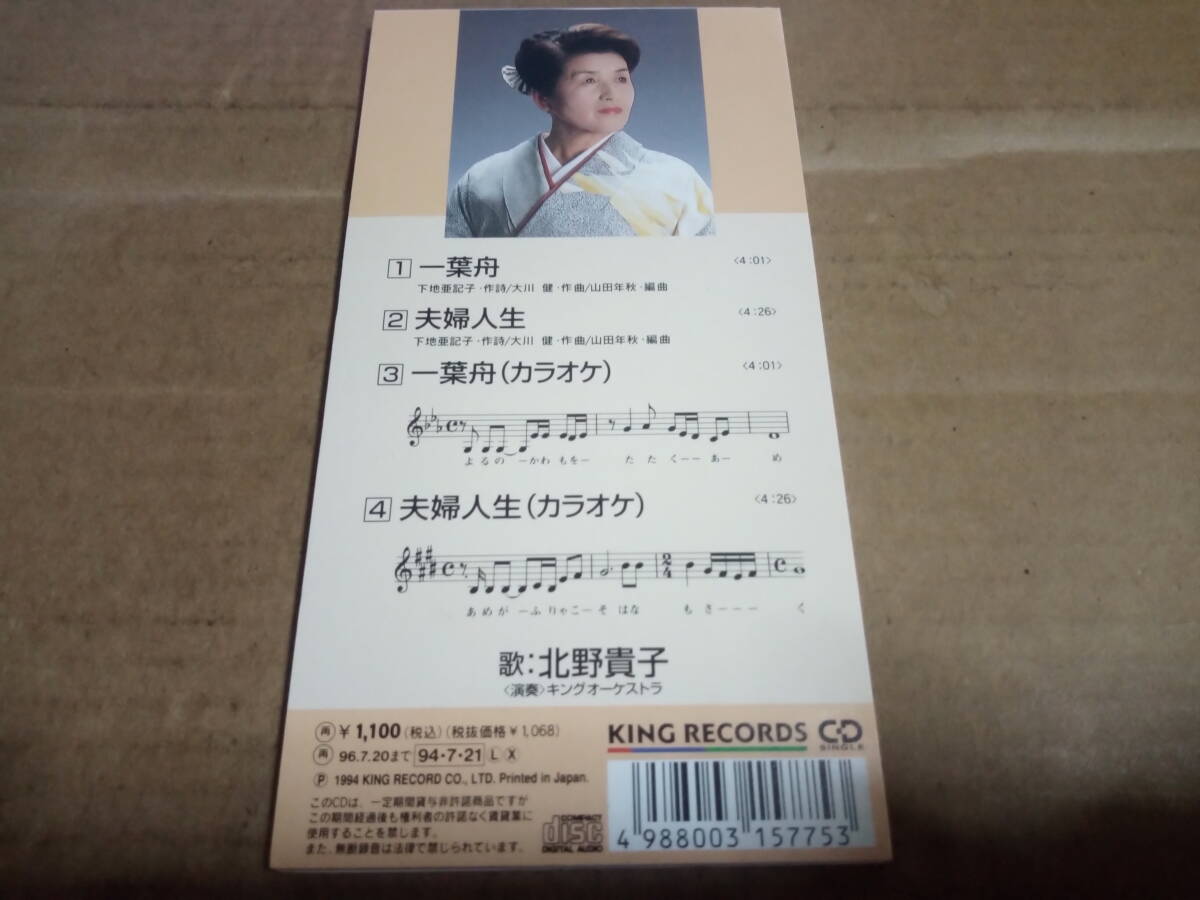 1 一葉舟 〈4:01〉
下地亜記子・作詩/大川 健・作曲/山田年秋・編曲
2 夫婦人生 〈4:26〉
下地亜記子・作詩/大川 健・作曲/山田年秋・編曲
3 一葉舟(カラオケ) 〈4:01〉
よるの-かわもを- たたく--あ- め
4 夫婦人生(カラオケ) 〈4:26〉
あめが-ふりゃこ-そ はな もさ--- く
歌:北野貴子
〈演奏〉キングオーケストラ
再 ¥1,100(税込)(税抜価格¥1,068)
再 96.7.20まで 94・7・21 L X
Ⓟ 1994 KING RECORD CO., LTD. Printed in Japan.
このCDは、一定期間貸与非許諾商品ですが
この期間経過後も権利者の許諾なく賃貸業に
使用することを禁じます。
また、無断録音は法律で禁じられています。
KING RECORDS CD
SINGLE
COMPACT
disc
DIGITAL AUDIO
4 988003 157753